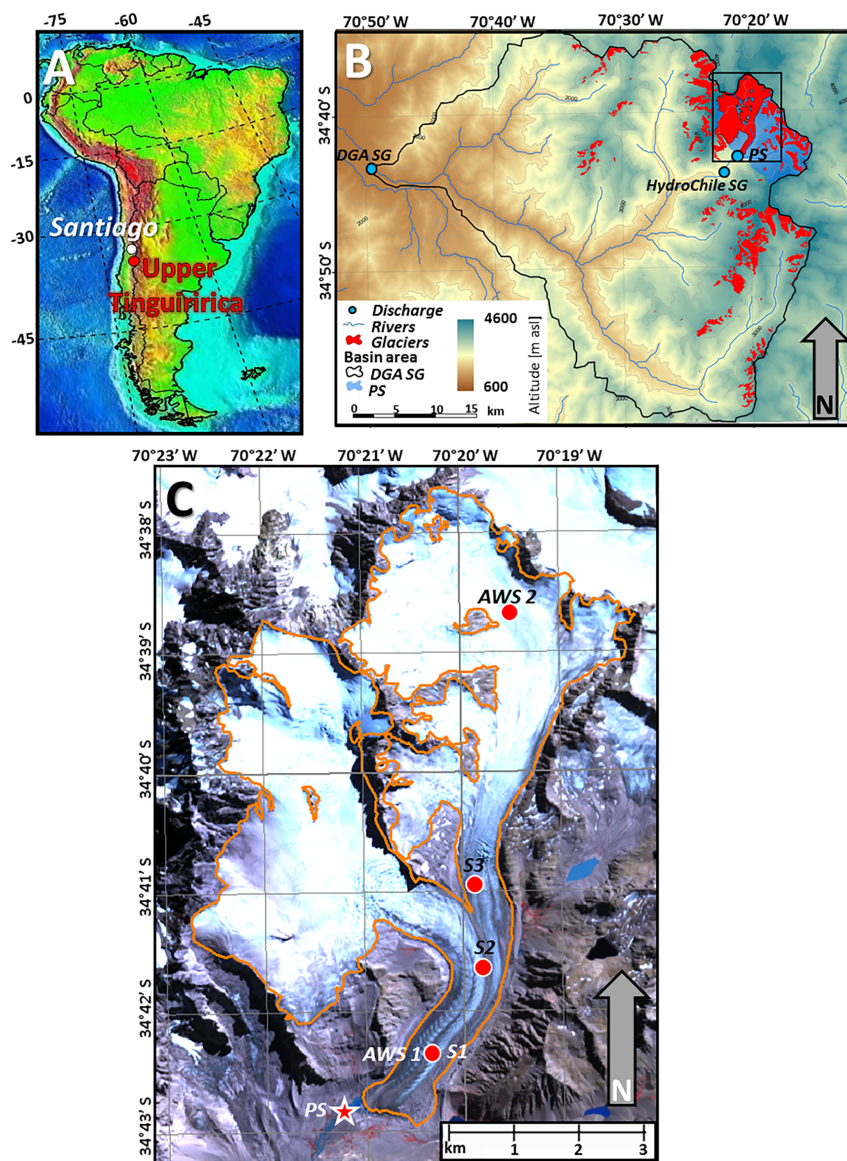 -75
-60
-45
A
0
-15
-30
-45
Santiago
Upper
Tinguiririca
70°50' W
70°40' W
70°30' W
70°20' W
B
34°40' S
34°50' S
DGA SG
PS
HydroChile SG
2000
3000
4000
Discharge
Rivers
Glaciers
Basin area
DGA SG
PS
0 5 10 15 km
4600
600
Altitude [m asl]
N
70°23' W
70°22' W
70°21' W
70°20' W
70°19' W
C
34°38' S
34°39' S
34°40' S
34°41' S
34°42' S
34°43' S
AWS 2
S3
S2
AWS 1
S1
PS
N
km 1 2 3